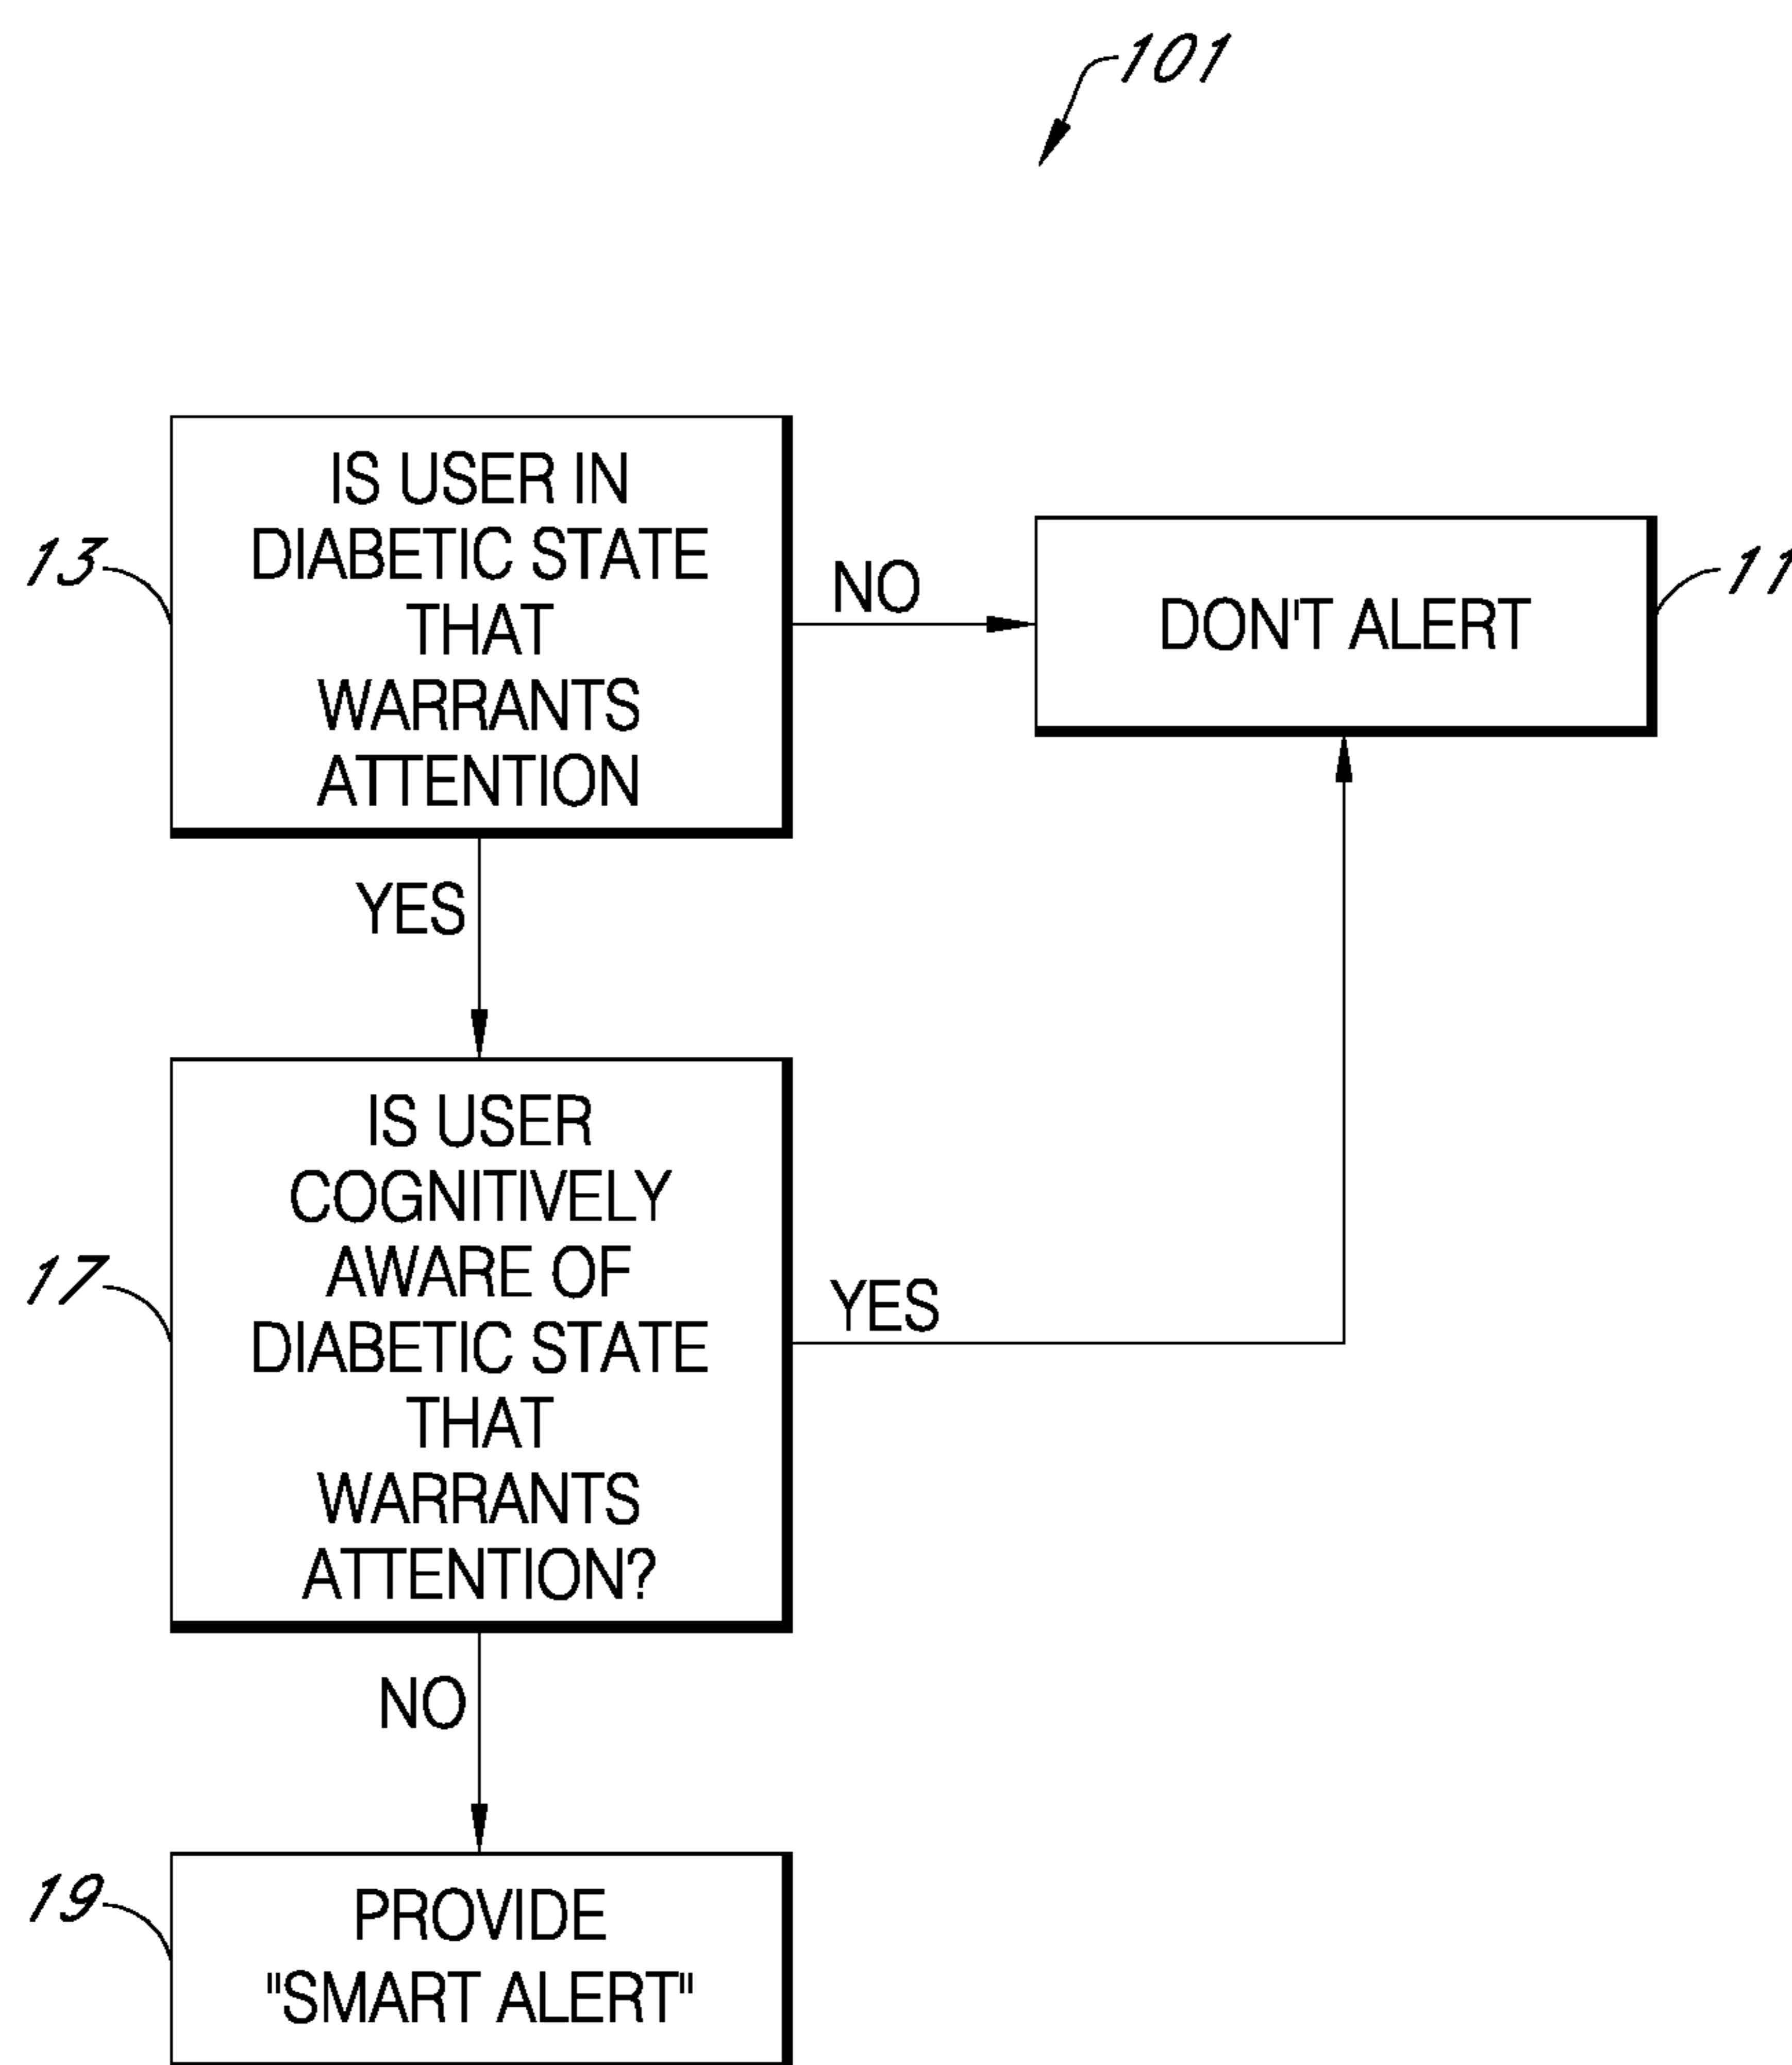 101
IS USER IN
DIABETIC STATE
THAT
WARRANTS
ATTENTION
13
NO
DON'T ALERT
11
YES
IS USER
COGNITIVELY
AWARE OF
DIABETIC STATE
THAT
WARRANTS
ATTENTION?
17
YES
NO
19
PROVIDE
"SMART ALERT"